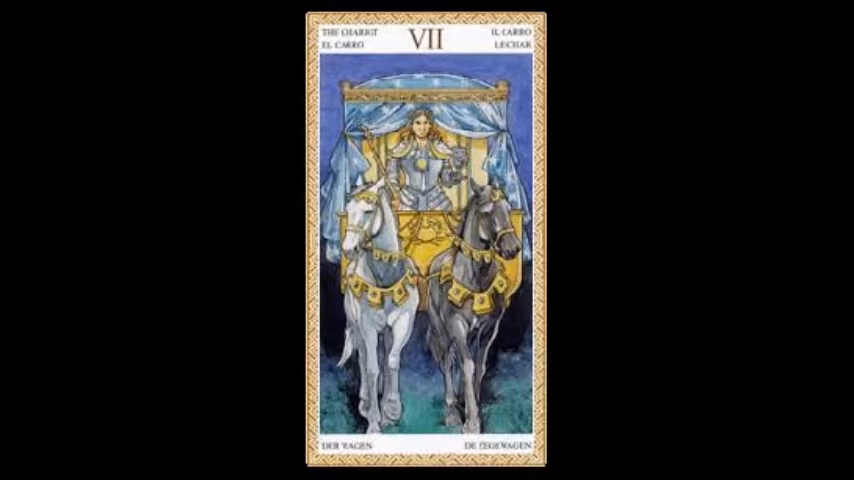 THE CHARIOT
EL CARRO
VII
IL CARRO
LE CHAR
DER WAGEN
DE ZEGEWAGEN